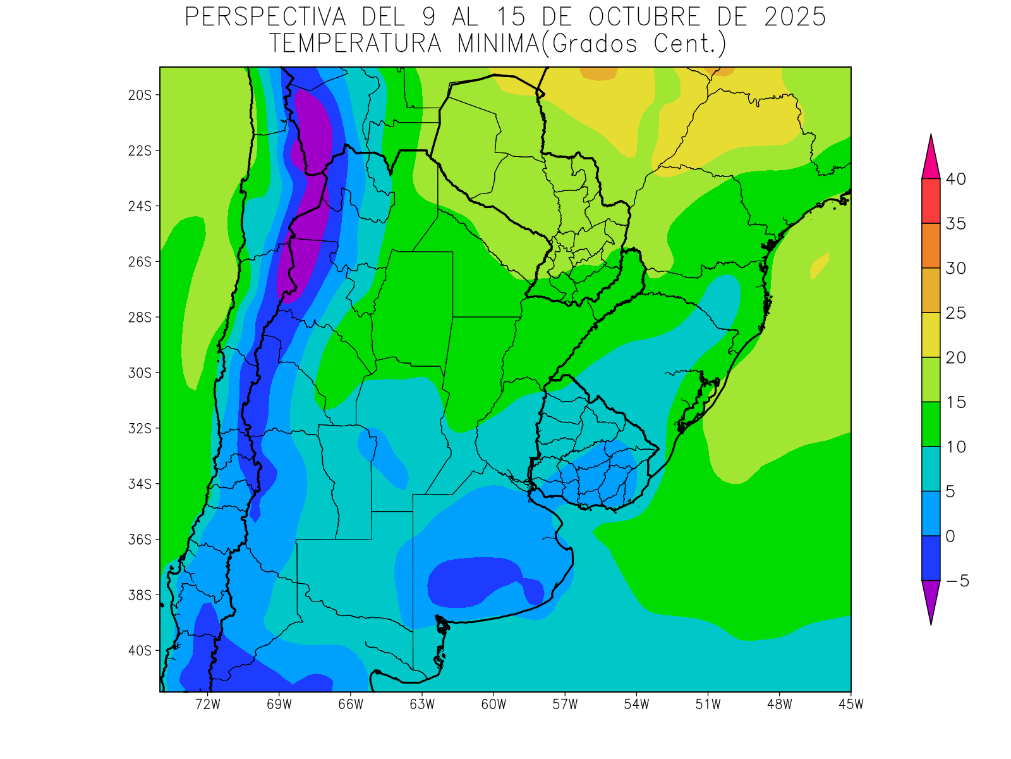 PERSPECTIVA DEL 9 AL 15 DE OCTUBRE DE 2025
TEMPERATURA MINIMA(Grados Cent.)
20S
22S
24S
26S
28S
30S
32S
34S
36S
38S
40S
72W 69W 66W 63W 60W 57W 54W 51W 48W 45W
40
35
30
25
20
15
10
5
0
−5